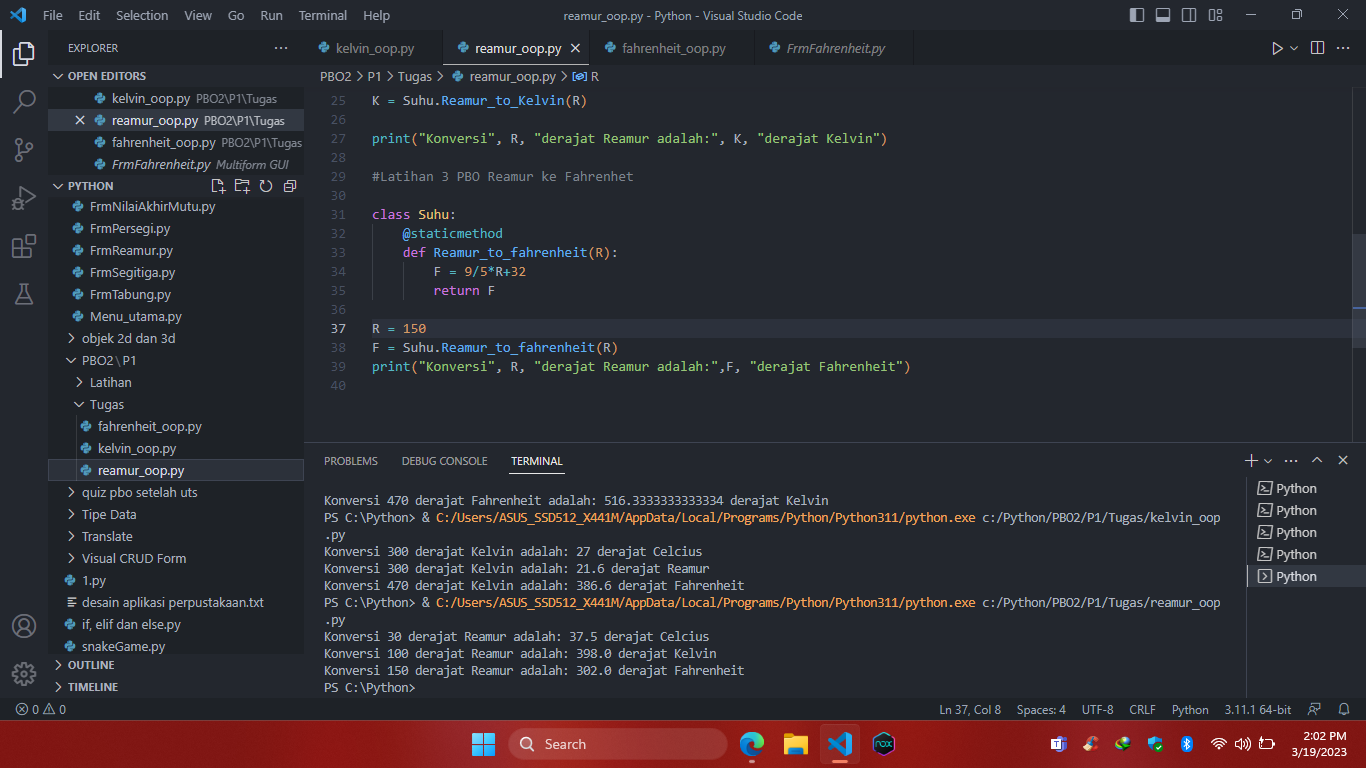 File Edit Selection View Go Run Terminal Help reamur_oop.py - Python - Visual Studio Code
EXPLORER
kelvin_oop.py reamur_oop.py fahrenheit_oop.py FrmFahrenheit.py
OPEN EDITORS
kelvin_oop.py PBO2\P1\Tugas
reamur_oop.py PBO2\P1\Tugas
fahrenheit_oop.py PBO2\P1\Tugas
FrmFahrenheit.py Multiform GUI
PYTHON
FrmNilaiAkhirMutu.py
FrmPersegi.py
FrmReamur.py
FrmSegitiga.py
FrmTabung.py
Menu_utama.py
objek 2d dan 3d
PBO2\P1
Latihan
Tugas
fahrenheit_oop.py
kelvin_oop.py
reamur_oop.py
quiz pbo setelah uts
Tipe Data
Translate
Visual CRUD Form
1.py
desain aplikasi perpustakaan.txt
if, elif dan else.py
snakeGame.py
OUTLINE
TIMELINE
PBO2 > P1 > Tugas > reamur_oop.py > R
25 K = Suhu.Reamur_to_Kelvin(R)
26
27 print("Konversi", R, "derajat Reamur adalah:", K, "derajat Kelvin")
28
29 #Latihan 3 PBO Reamur ke Fahrenhet
30
31 class Suhu:
32 @staticmethod
33 def Reamur_to_fahrenheit(R):
34 F = 9/5*R+32
35 return F
36
37 R = 150
38 F = Suhu.Reamur_to_fahrenheit(R)
39 print("Konversi", R, "derajat Reamur adalah:",F, "derajat Fahrenheit")
40
PROBLEMS DEBUG CONSOLE TERMINAL
Konversi 470 derajat Fahrenheit adalah: 516.3333333333334 derajat Kelvin
PS C:\Python> & C:/Users/ASUS_SSD512_X441M/AppData/Local/Programs/Python/Python311/python.exe c:/Python/PBO2/P1/Tugas/kelvin_oop
.py
Konversi 300 derajat Kelvin adalah: 27 derajat Celcius
Konversi 300 derajat Kelvin adalah: 21.6 derajat Reamur
Konversi 470 derajat Kelvin adalah: 386.6 derajat Fahrenheit
PS C:\Python> & C:/Users/ASUS_SSD512_X441M/AppData/Local/Programs/Python/Python311/python.exe c:/Python/PBO2/P1/Tugas/reamur_oop
.py
Konversi 30 derajat Reamur adalah: 37.5 derajat Celcius
Konversi 100 derajat Reamur adalah: 398.0 derajat Kelvin
Konversi 150 derajat Reamur adalah: 302.0 derajat Fahrenheit
PS C:\Python>
Python
Python
Python
Python
Python
0 0 Ln 37, Col 8 Spaces: 4 UTF-8 CRLF Python 3.11.1 64-bit
Search
nox
2:02 PM
3/19/2023